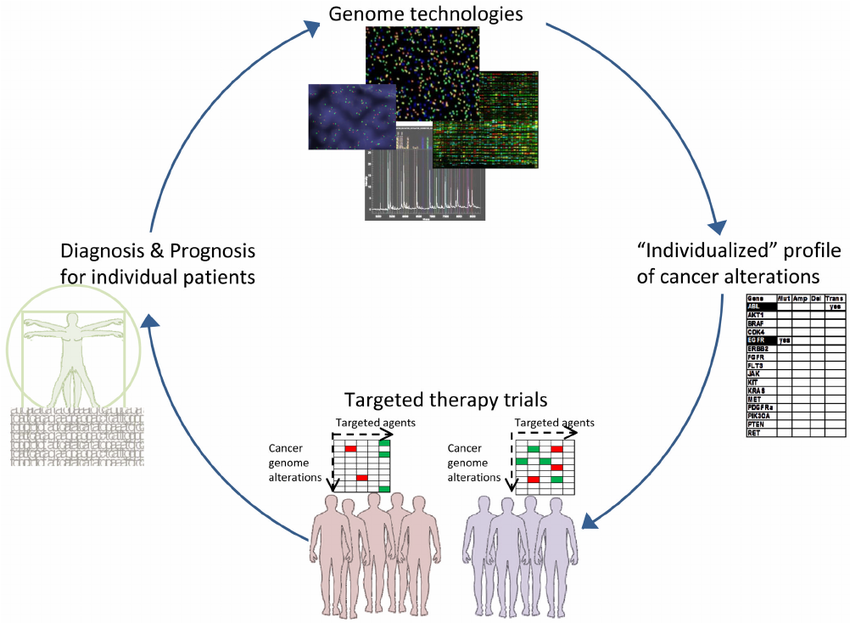 Genome technologies
Diagnosis & Prognosis
for individual patients
“Individualized” profile
of cancer alterations
Gene Mut Amp Del Trans
ABL yes
AKT1
BRAF
CDK4
EGFR yes
ERBB2
FGFR
FLT3
JAK
KIT
KRAS
MET
PDGFRa
PIK3CA
PTEN
RET
Targeted therapy trials
Targeted agents
Cancer
genome
alterations
Targeted agents
Cancer
genome
alterations